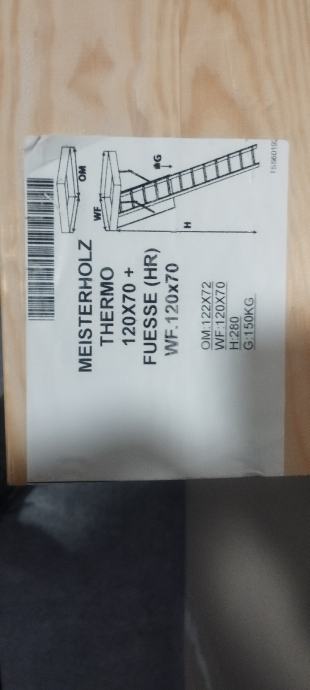 OM
WF
G
H
MEISTERHOLZ
THERMO
120X70 +
FUESSE (HR)
WF.120x70
OM:122X72
WF:120X70
H:280
G:150KG